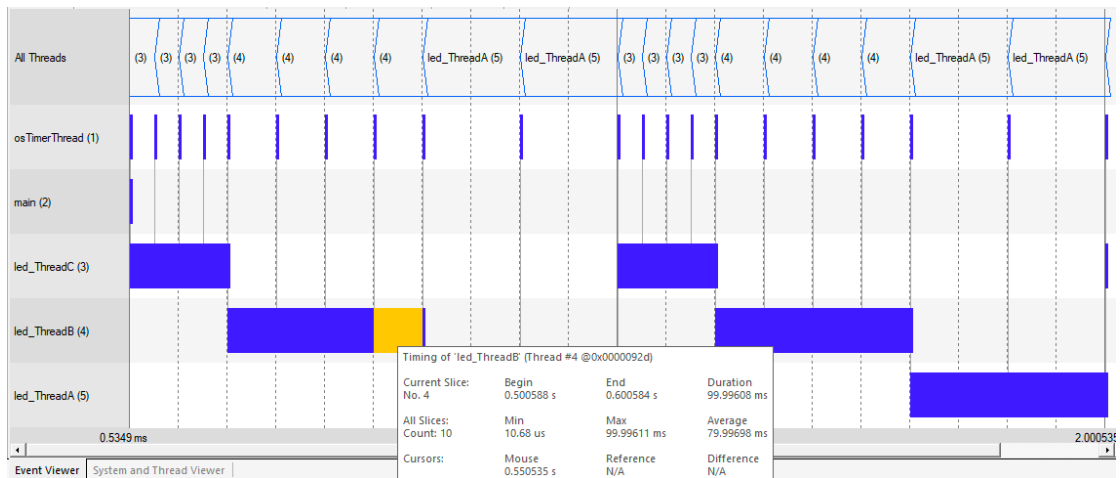 All Threads
(3) (3) (3) (3) (4) (4) (4) (4) led_ThreadA (5) led_ThreadA (5) (3) (3) (3) (3) (4) (4) (4) (4) led_ThreadA (5) led_ThreadA (5)
osTimerThread (1)
main (2)
led_ThreadC (3)
led_ThreadB (4)
Timing of `led_ThreadB' (Thread #4 @0x0000092d)
Current Slice: Begin End Duration
No. 4 0.500588 s 0.600584 s 99.99608 ms
All Slices: Min Max Average
Count: 10 10.68 us 99.99611 ms 79.99698 ms
Cursors: Mouse Reference Difference
0.550535 s N/A N/A
led_ThreadA (5)
0.5349 ms 2.000535
Event Viewer System and Thread Viewer